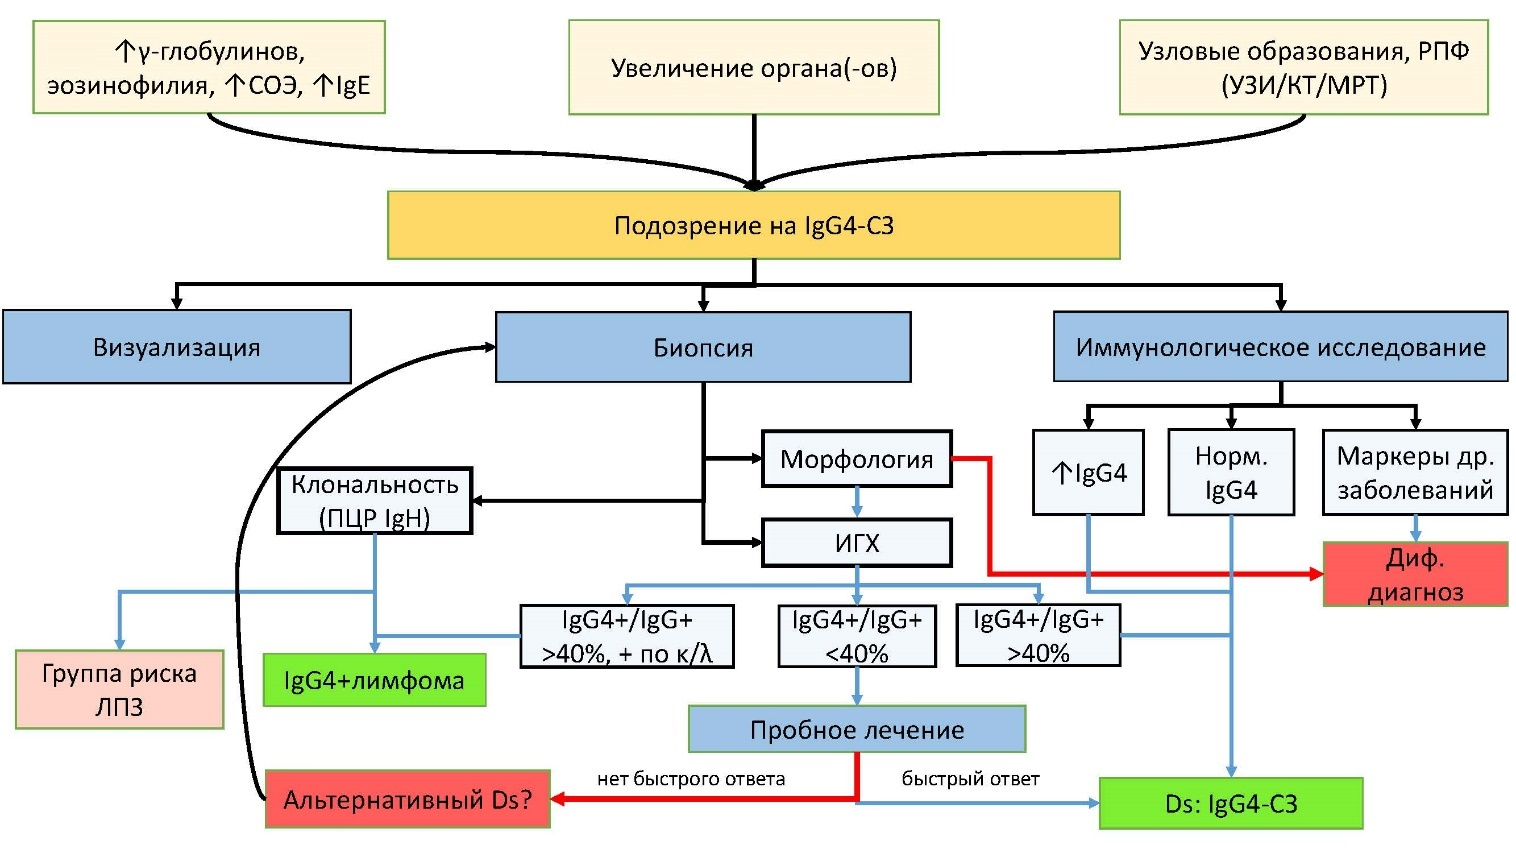 ↑γ-глобулинов,
эозинофилия, ↑СОЭ, ↑IgE
Увеличение органа(-ов)
Узловые образования, РПФ
(УЗИ/КТ/МРТ)
Подозрение на IgG4-СЗ
Визуализация
Биопсия
Иммунологическое исследование
Клональность
(ПЦР IgH)
Морфология
ИГХ
↑IgG4
Норм.
IgG4
Маркеры др.
заболеваний
Диф.
диагноз
IgG4+/IgG+
>40%, + по κ/λ
IgG4+/IgG+
<40%
IgG4+/IgG+
>40%
Группа риска
ЛПЗ
IgG4+лимфома
Пробное лечение
нет быстрого ответа
быстрый ответ
Альтернативный Ds?
Ds: IgG4-СЗ